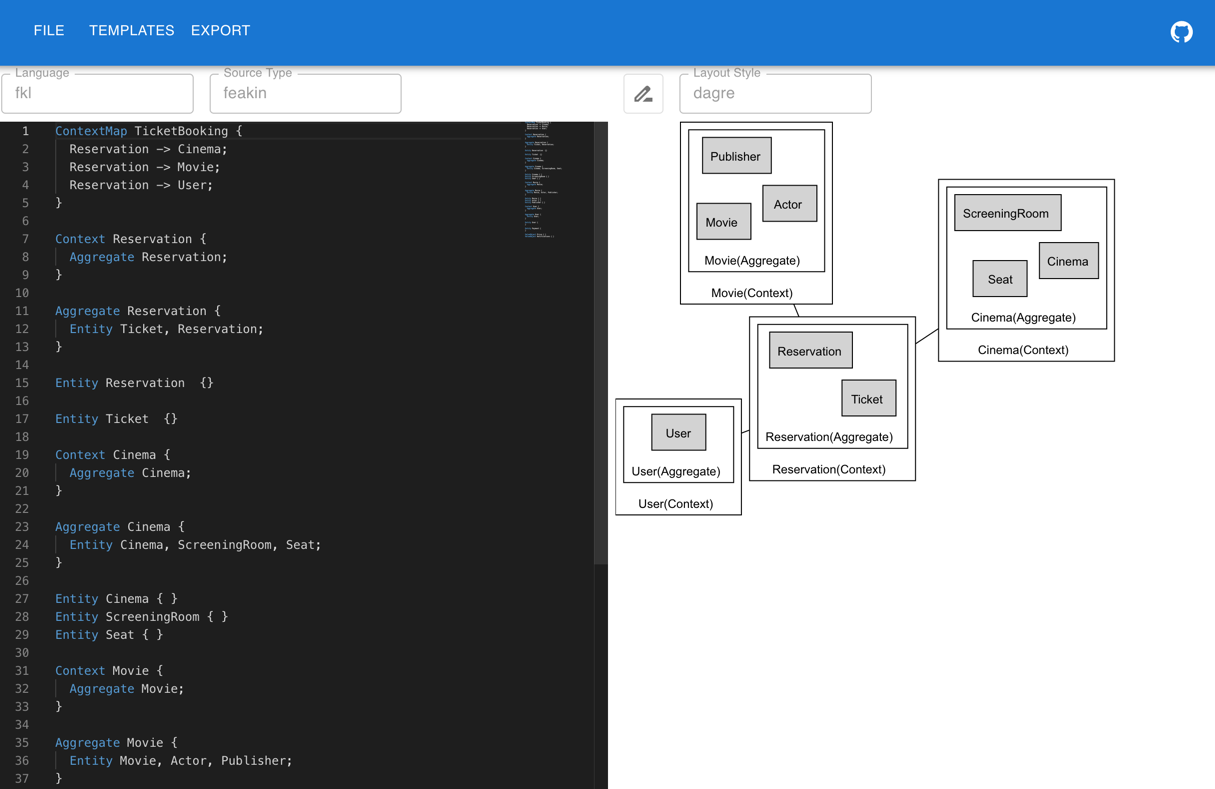 FILE TEMPLATES EXPORT
Language
fkl
Source Type
feakin
Layout Style
dagre
1 ContextMap TicketBooking {
2 Reservation -> Cinema;
3 Reservation -> Movie;
4 Reservation -> User;
5 }
6
7 Context Reservation {
8 Aggregate Reservation;
9 }
10
11 Aggregate Reservation {
12 Entity Ticket, Reservation;
13 }
14
15 Entity Reservation  {}
16
17 Entity Ticket  {}
18
19 Context Cinema {
20 Aggregate Cinema;
21 }
22
23 Aggregate Cinema {
24 Entity Cinema, ScreeningRoom, Seat;
25 }
26
27 Entity Cinema { }
28 Entity ScreeningRoom { }
29 Entity Seat { }
30
31 Context Movie {
32 Aggregate Movie;
33 }
34
35 Aggregate Movie {
36 Entity Movie, Actor, Publisher;
37 }
Publisher
Actor
Movie
Movie(Aggregate)
Movie(Context)
ScreeningRoom
Cinema
Seat
Cinema(Aggregate)
Cinema(Context)
Reservation
Ticket
Reservation(Aggregate)
Reservation(Context)
User
User(Aggregate)
User(Context)